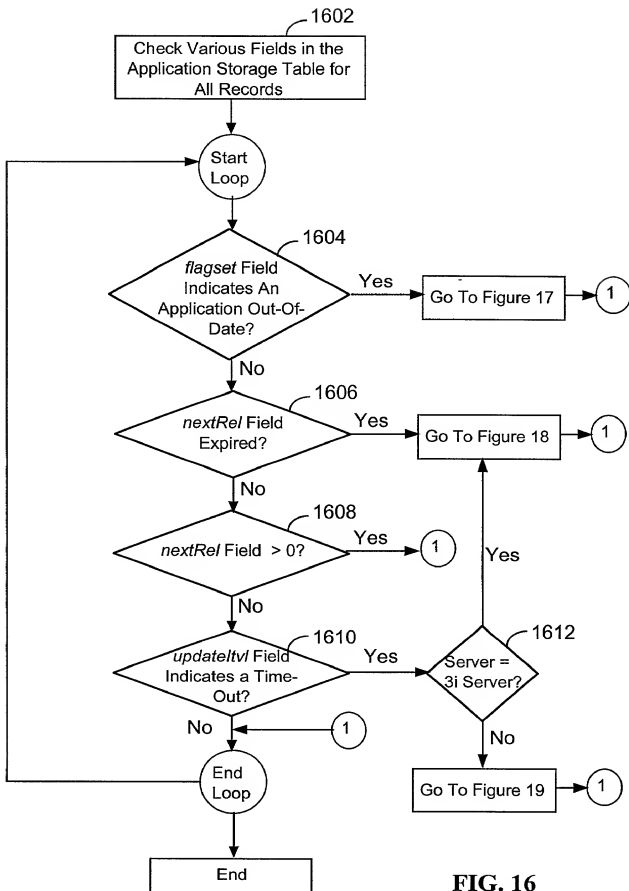 1602
Check Various Fields in the
Application Storage Table for
All Records
Start
Loop
1604
flagset Field
Indicates An
Application Out-Of-
Date?
Yes
Go To Figure 17
1
No
1606
nextRel Field
Expired?
Yes
Go To Figure 18
1
No
1608
nextRel Field > 0?
Yes
1
Yes
No
1610
updateItvl Field
Indicates a Time-
Out?
Yes
1612
Server =
3i Server?
No
1
No
End
Loop
Go To Figure 19
1
End
FIG. 16